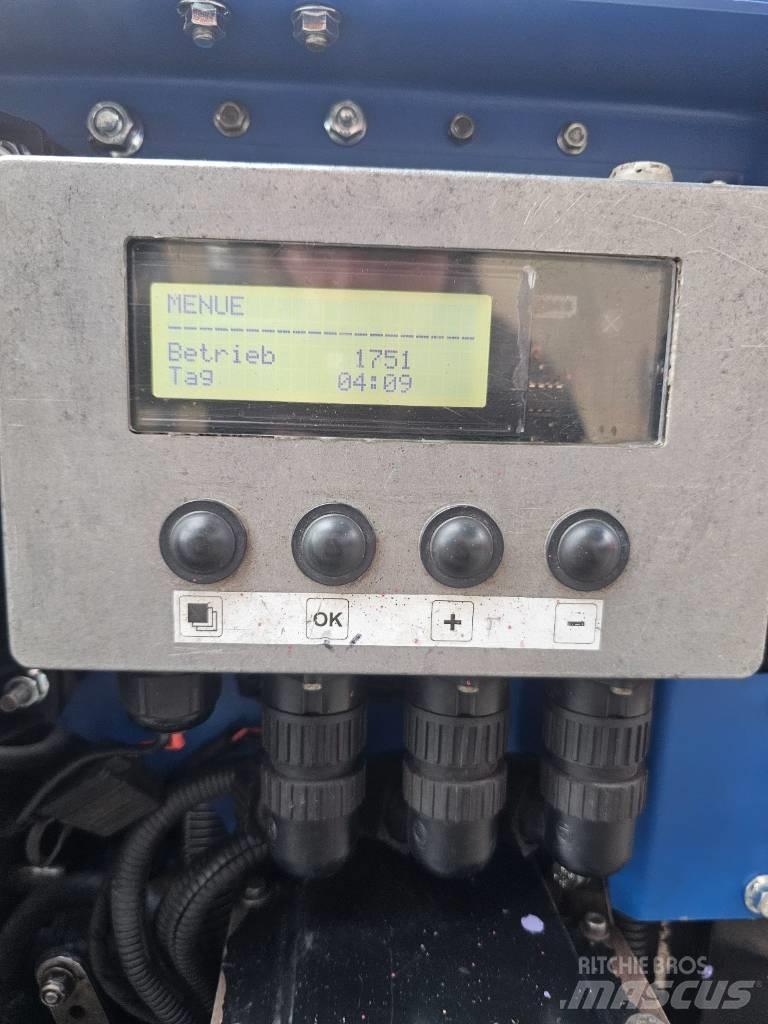 MENUE
--------------------
Betrieb 1751
Tag 04:09
OK + -
RITCHIE BROS
MASCUS